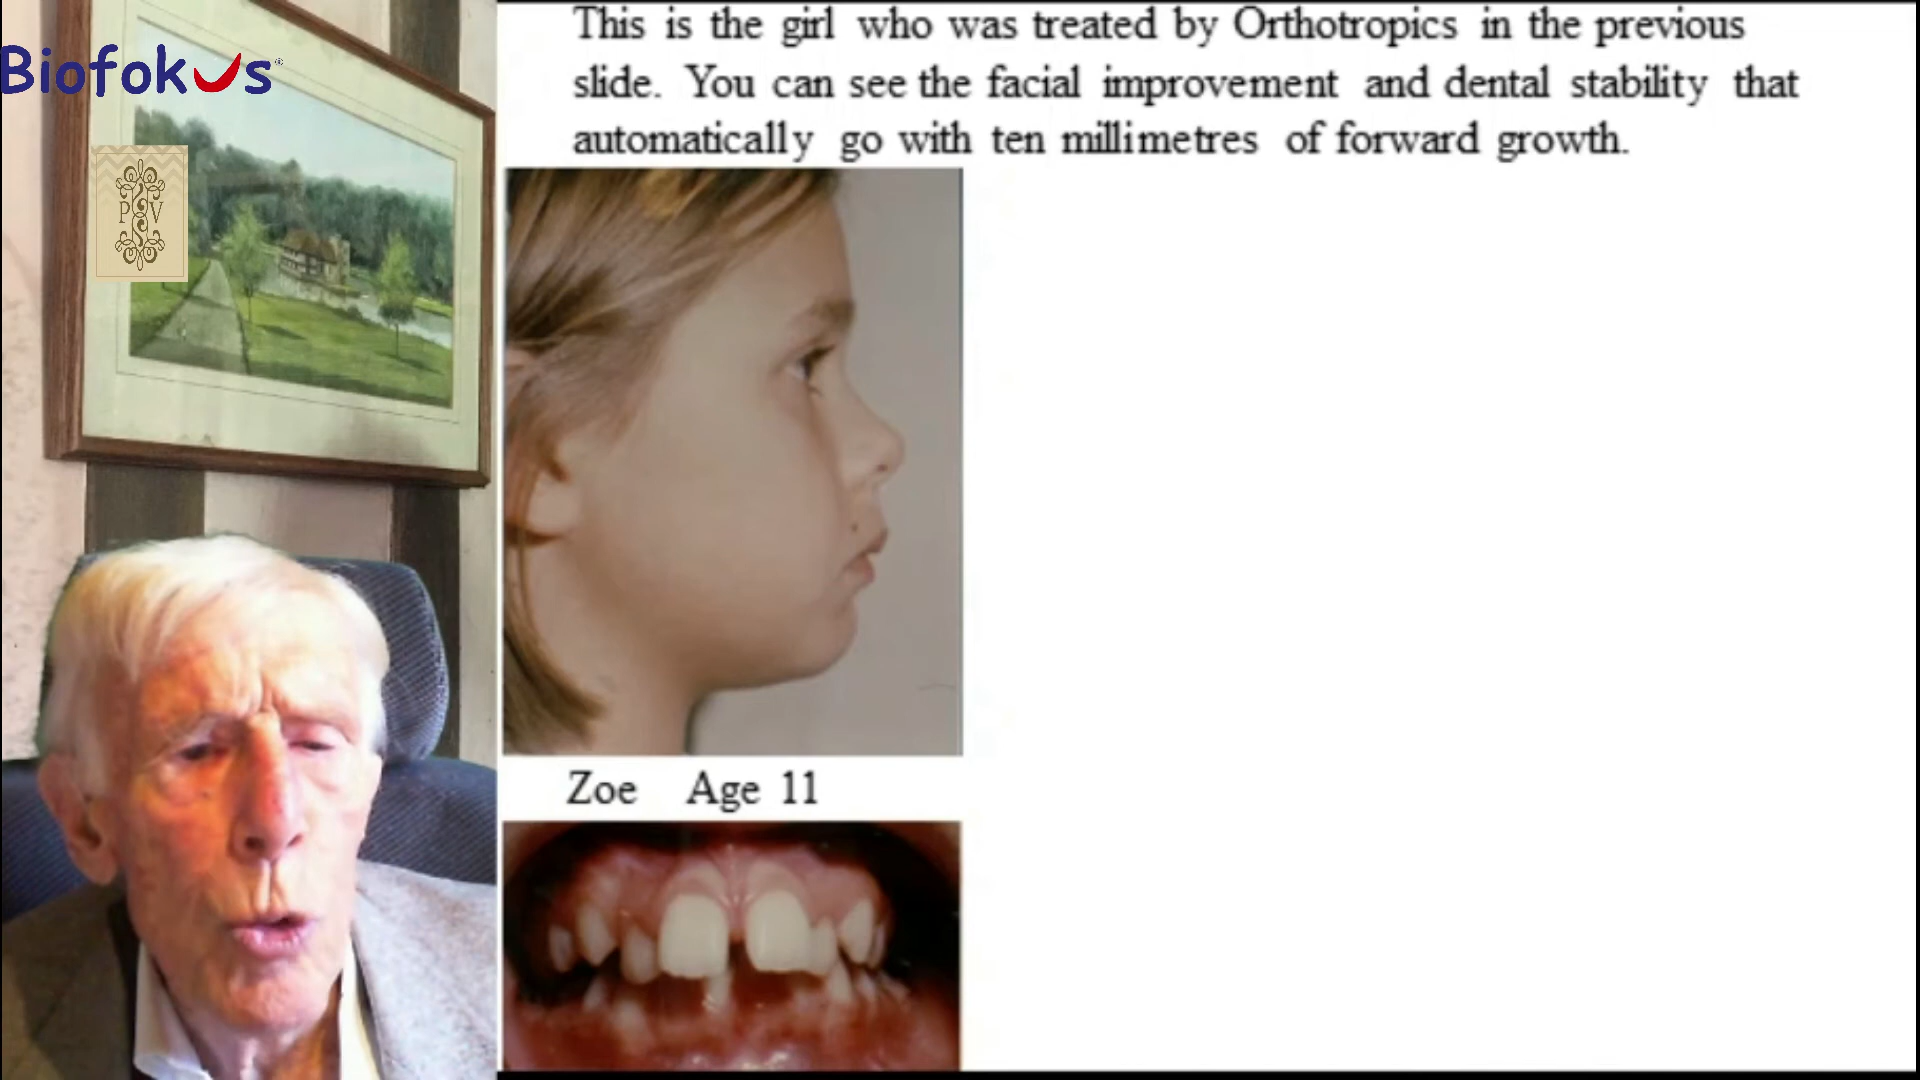 Biofokus®
P V
This is the girl who was treated by Orthotropics in the previous
slide. You can see the facial improvement and dental stability that
automatically go with ten millimetres of forward growth.
Zoe Age 11